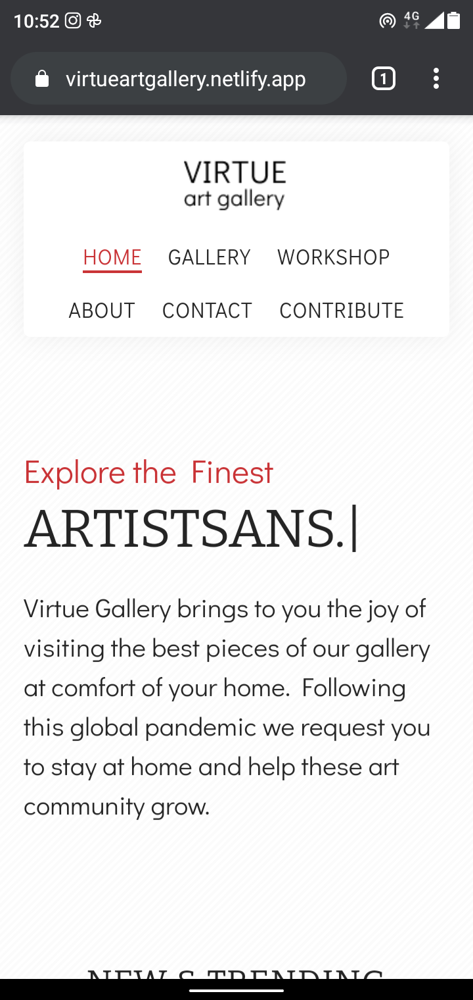 10:52
4G
virtueartgallery.netlify.app
1
VIRTUE
art gallery
HOME GALLERY WORKSHOP
ABOUT CONTACT CONTRIBUTE
Explore the Finest
ARTISTSANS.|
Virtue Gallery brings to you the joy of
visiting the best pieces of our gallery
at comfort of your home. Following
this global pandemic we request you
to stay at home and help these art
community grow.
NEW & TRENDING